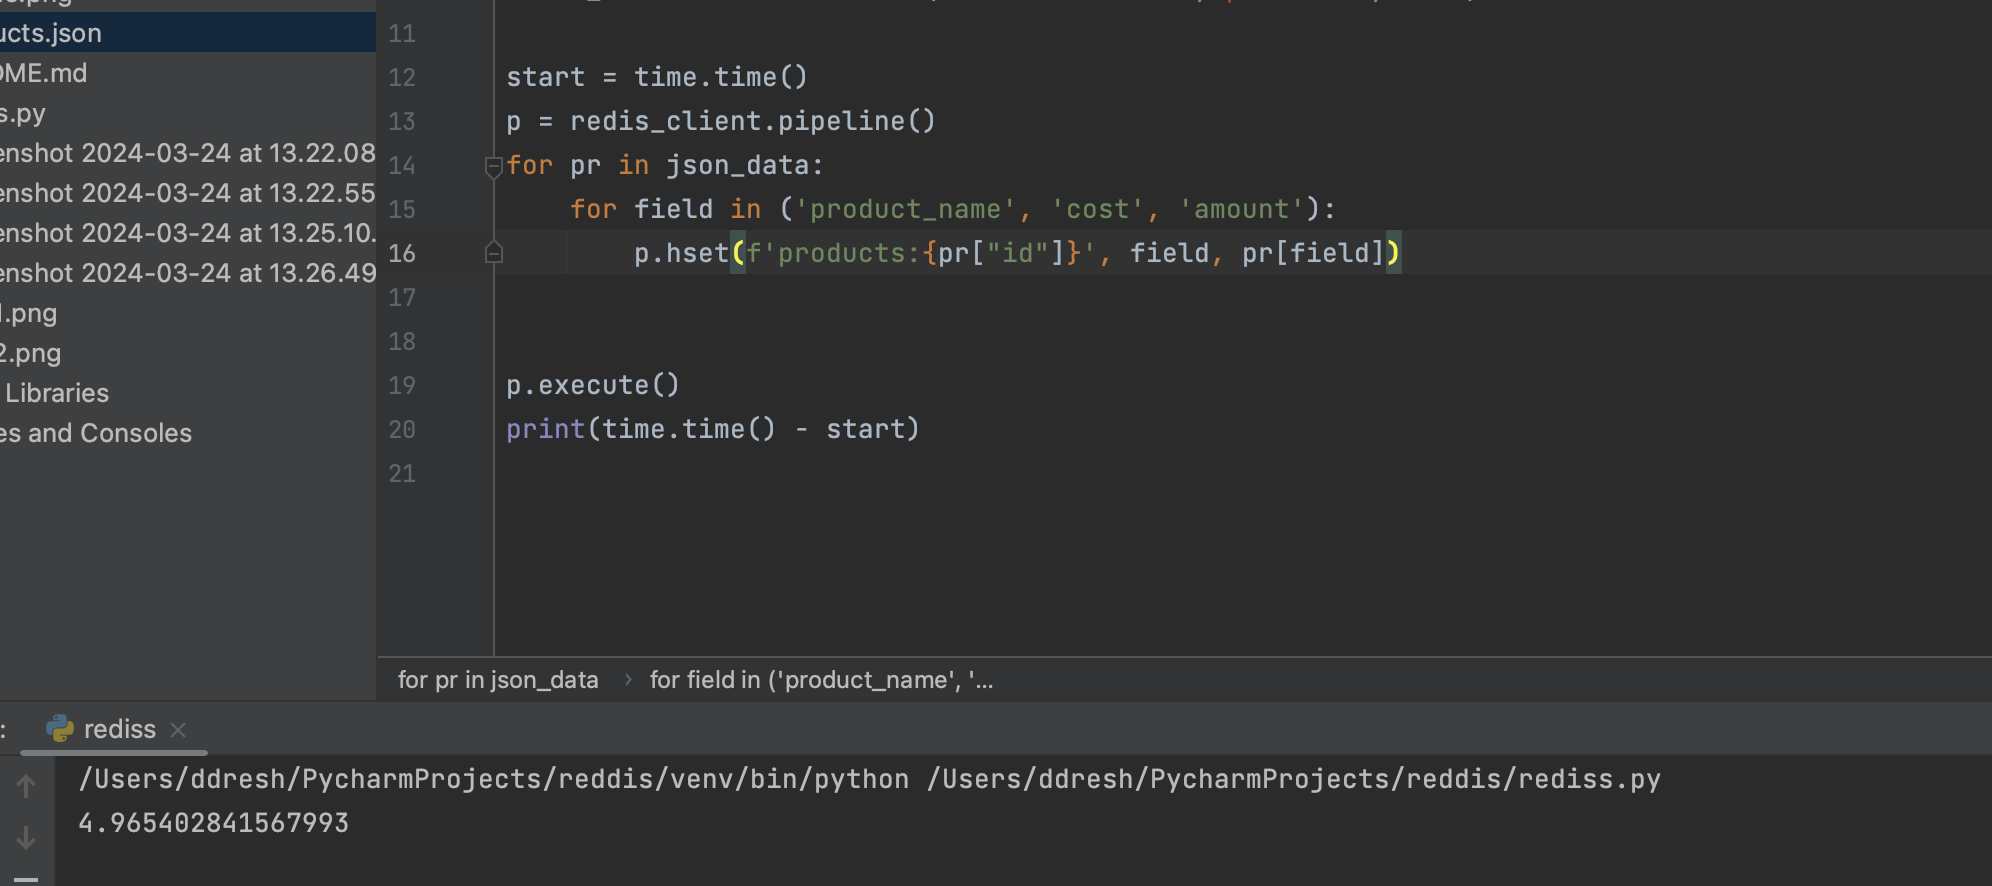 ucts.json
OME.md
s.py
enshot 2024-03-24 at 13.22.08
enshot 2024-03-24 at 13.22.55
enshot 2024-03-24 at 13.25.10.
enshot 2024-03-24 at 13.26.49
.png
2.png
Libraries
es and Consoles
11
12 start = time.time()
13 p = redis_client.pipeline()
14 for pr in json_data:
15 for field in ('product_name', 'cost', 'amount'):
16 p.hset(f'products:{pr["id"]}', field, pr[field])
17
18
19 p.execute()
20 print(time.time() - start)
21
for pr in json_data › for field in ('product_name', '...
: rediss
/Users/ddresh/PycharmProjects/reddis/venv/bin/python /Users/ddresh/PycharmProjects/reddis/rediss.py
4.965402841567993